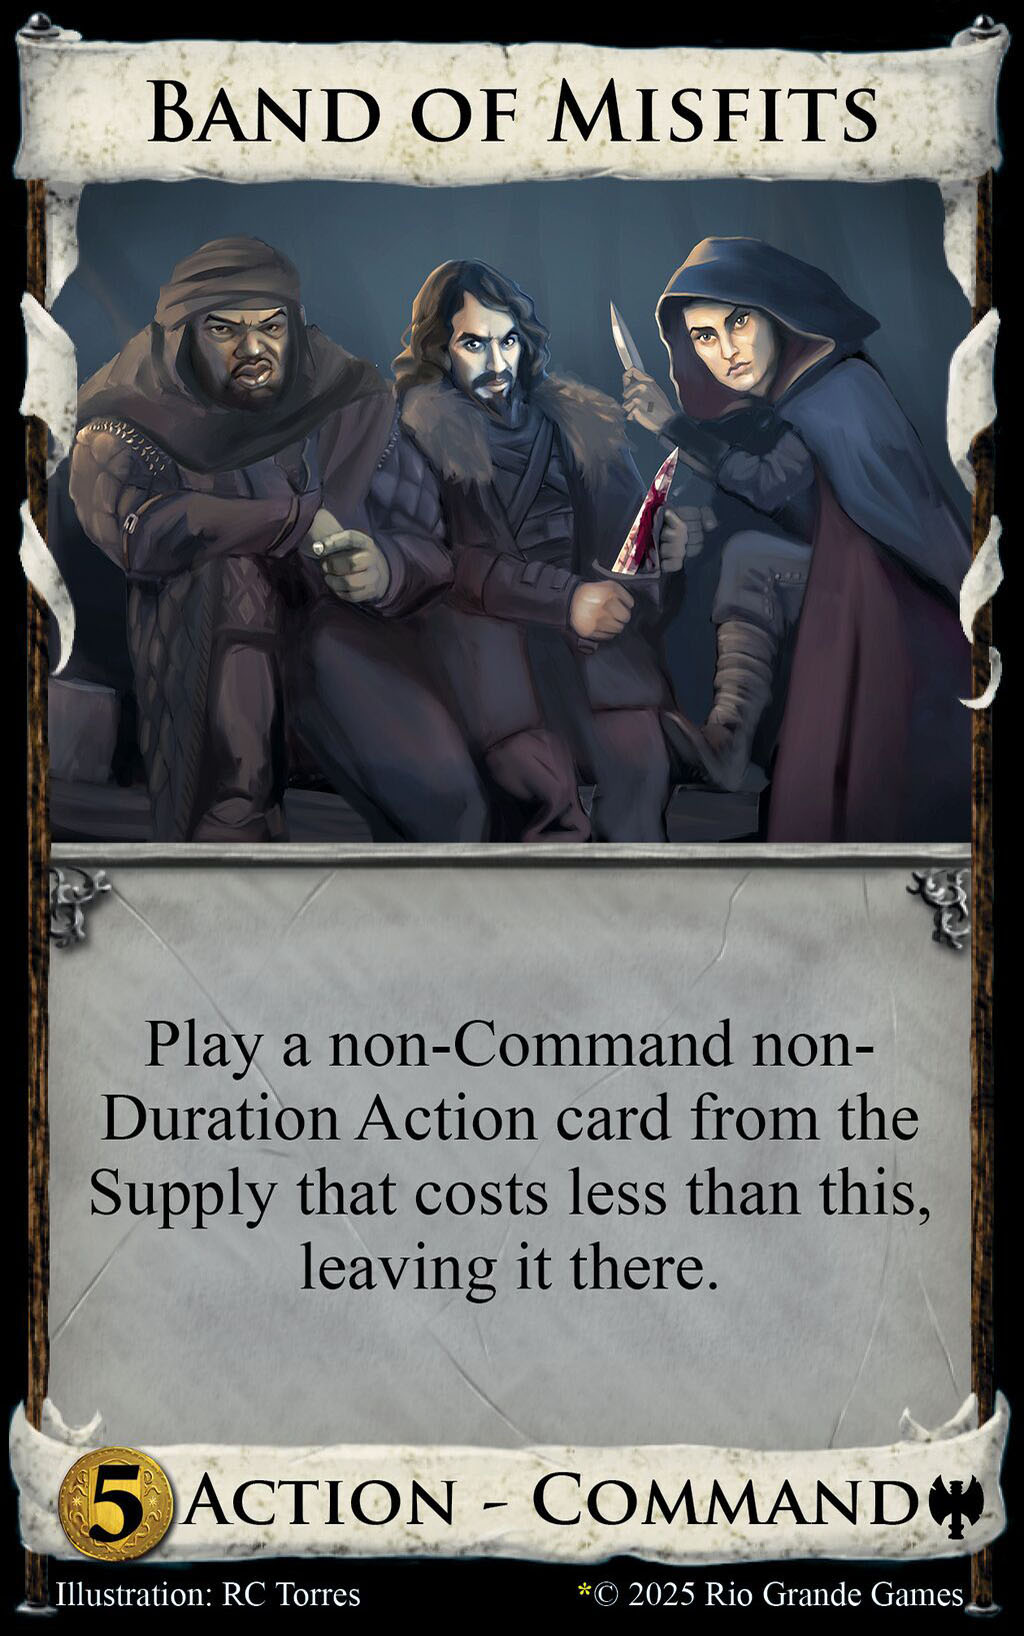 Band of Misfits
Play a non-Command non-
Duration Action card from the
Supply that costs less than this,
leaving it there.
5 Action - Command
Illustration: RC Torres *© 2025 Rio Grande Games